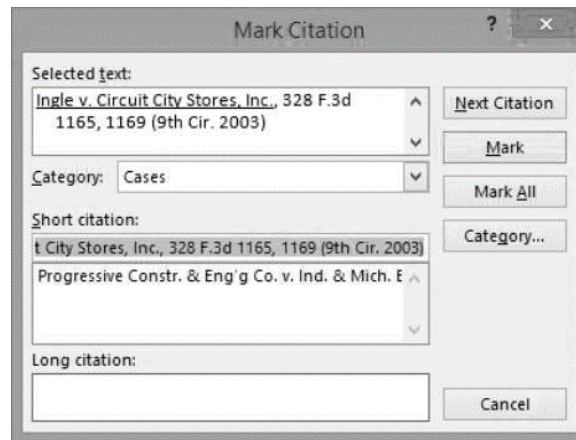 Mark Citation
?
×
Selected text:
Ingle v. Circuit City Stores, Inc., 328 F.3d
1165, 1169 (9th Cir. 2003)
Next Citation
Mark
Category: Cases
Mark All
Short citation:
t City Stores, Inc., 328 F.3d 1165, 1169 (9th Cir. 2003)
Category...
Progressive Constr. & Eng'g Co. v. Ind. & Mich. E
Long citation:
Cancel